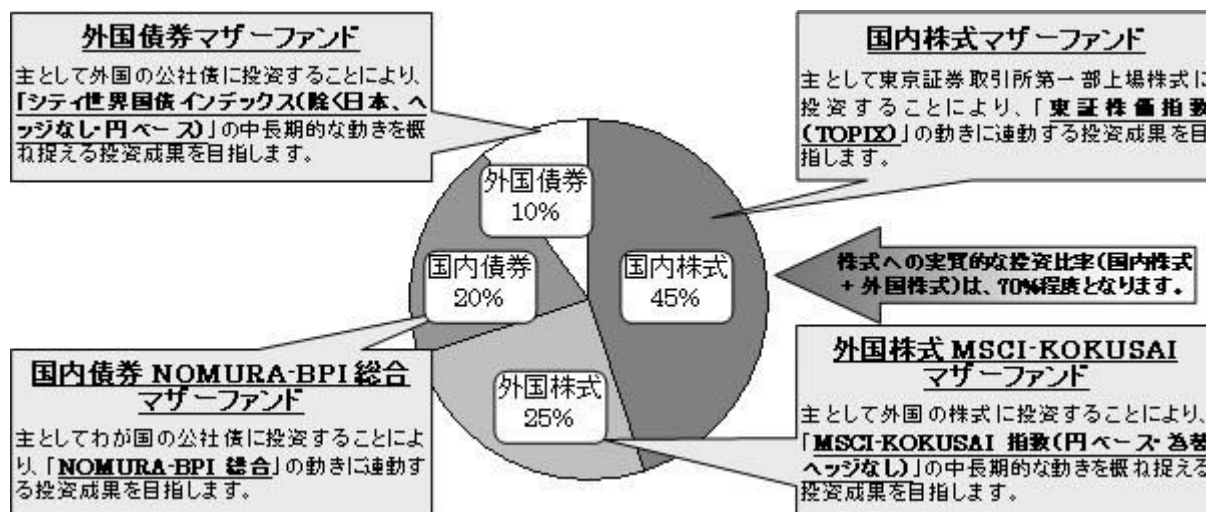 外国債券マザーファンド
主として外国の公社債に投資することにより、
「シティ世界国債インデックス(除く日本、ヘ
ッジなし・円ベース)」の中長期的な動きを概
ね捉える投資成果を目指します。
国内株式マザーファンド
主として東京証券取引所第一部上場株式に
投資することにより、「東証株価指数
(TOPIX)」の動きに連動する投資成果を目
指します。
外国債券
10%
国内債券
20%
国内株式
45%
外国株式
25%
株式への実質的な投資比率(国内株式
+ 外国株式)は、70%程度となります。
国内債券 NOMURA-BPI 総合
マザーファンド
主としてわが国の公社債に投資することによ
り、「NOMURA-BPI 総合」の動きに連動す
る投資成果を目指します。
外国株式 MSCI-KOKUSAI
マザーファンド
主として外国の株式に投資することにより、
「MSCI-KOKUSAI 指数(円ベース・為替
ヘッジなし)」の中長期的な動きを概ね捉える
投資成果を目指します。